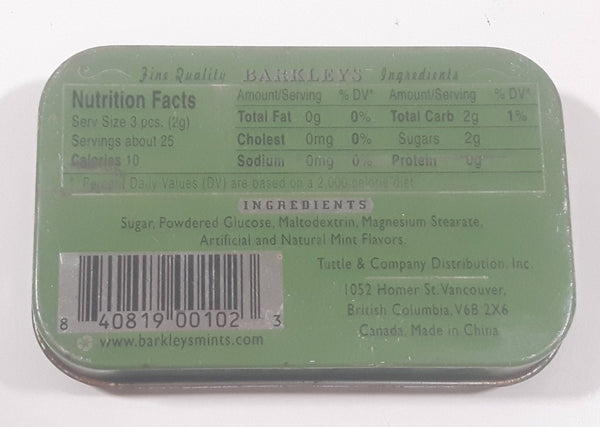 Fine Quality BARKLEYS Ingredients
Nutrition Facts
Serv Size 3 pcs. (2g)
Servings about 25
Calories 10
Amount/Serving % DV* Amount/Serving % DV*
Total Fat 0g 0% Total Carb 2g 1%
Cholest 0mg 0% Sugars 2g
Sodium 0mg 0% Protein 0g
* Percent Daily Values (DV) are based on a 2,000 calorie diet
INGREDIENTS
Sugar, Powdered Glucose, Maltodextrin, Magnesium Stearate,
Artificial and Natural Mint Flavors.
Tuttle & Company Distribution, Inc.
1052 Homer St. Vancouver,
British Columbia, V6B 2X6
Canada. Made in China
8 40819 00102 3
www.barkleysmints.com